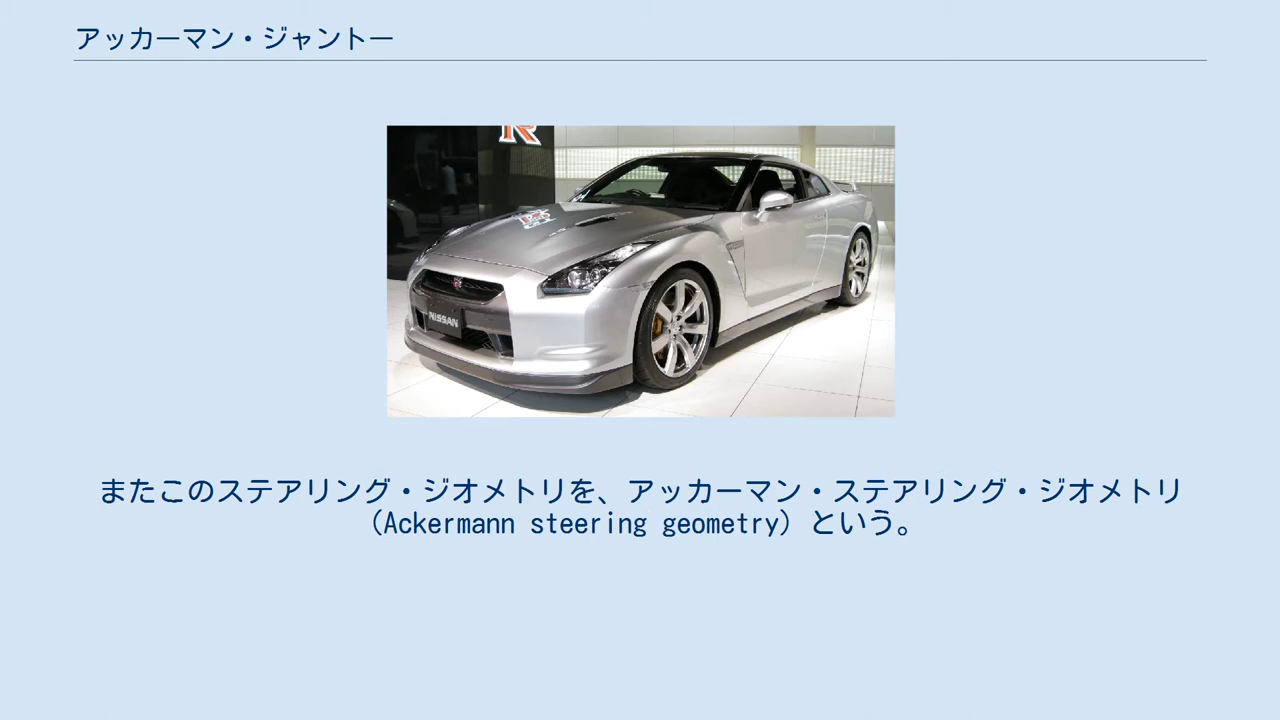 アッカーマン・ジャントー
R
NISSAN
またこのステアリング・ジオメトリを、アッカーマン・ステアリング・ジオメトリ
(Ackermann steering geometry) という。